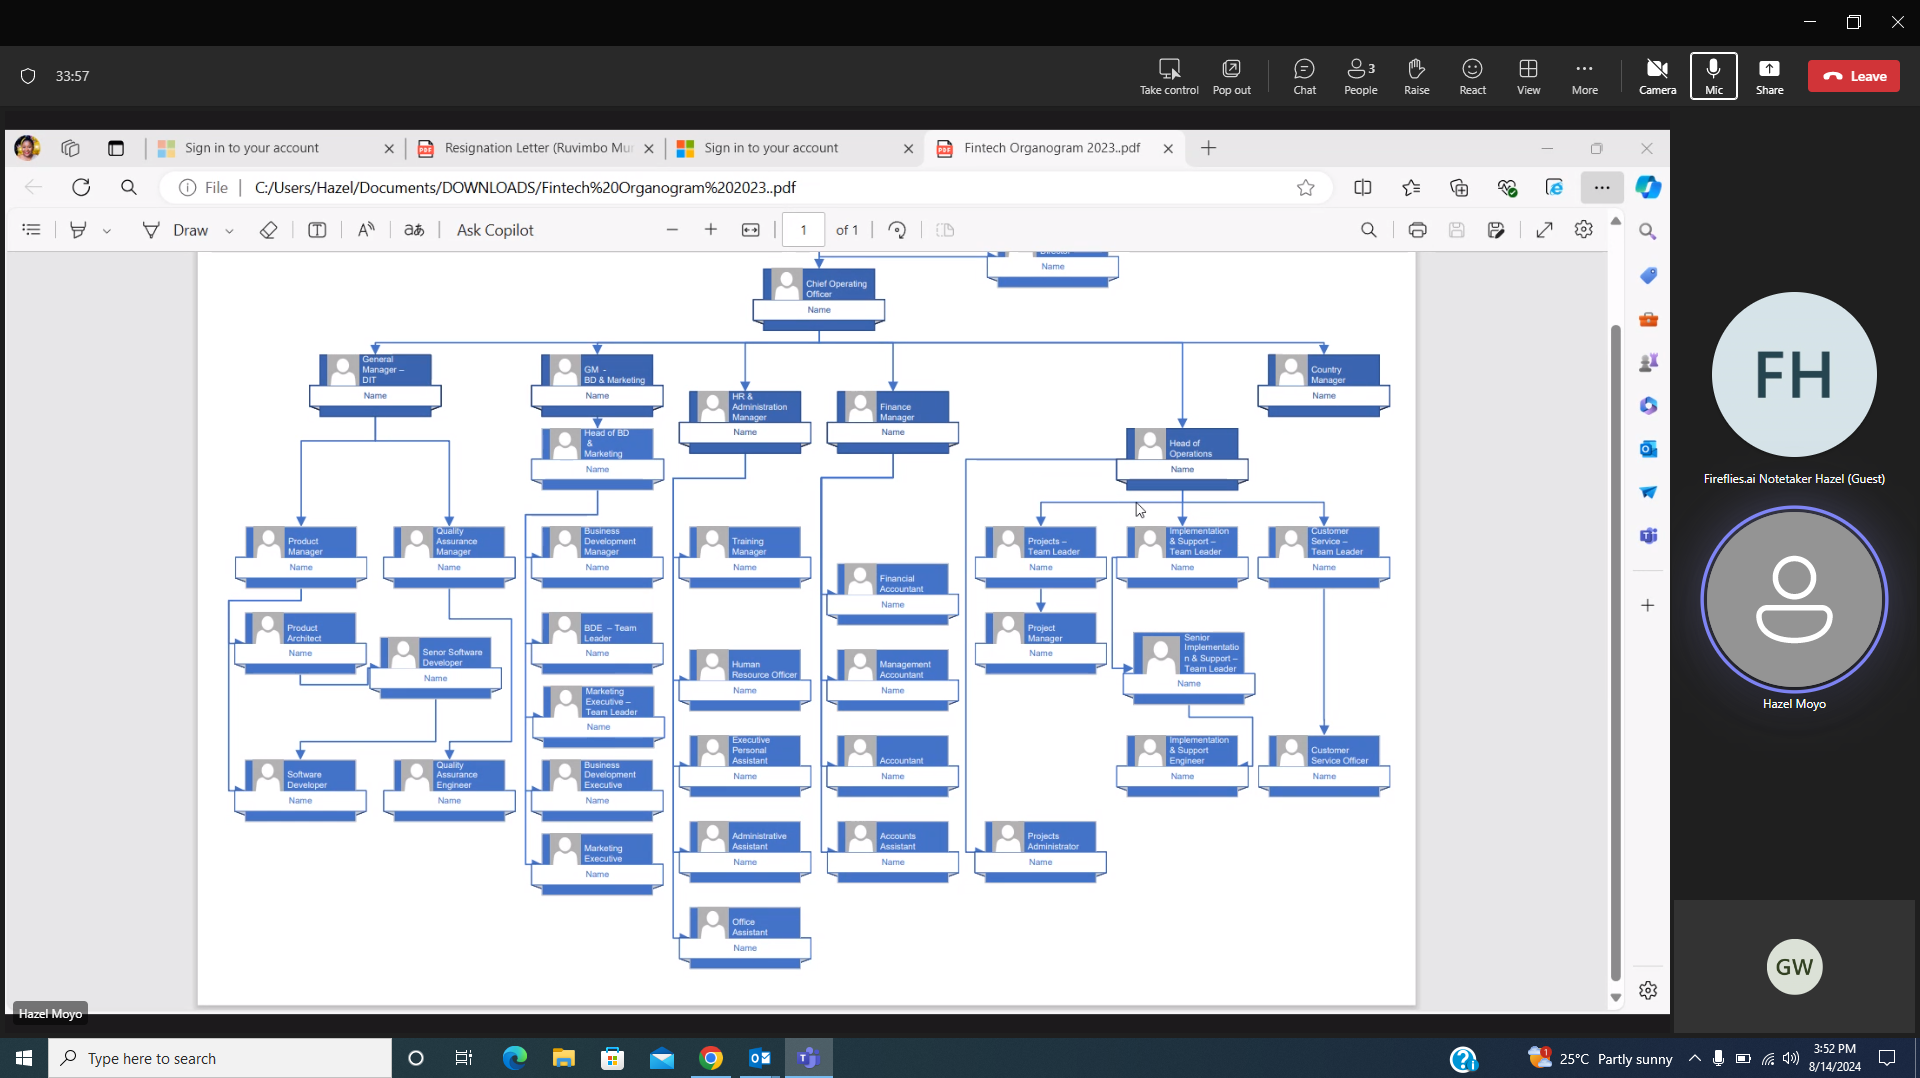 33:57
Take control
Pop out
Chat
3
People
Raise
React
View
More
Camera
Mic
Share
Leave
Sign in to your account
Resignation Letter (Ruvimbo Mur
Sign in to your account
Fintech Organogram 2023..pdf
File
C:/Users/Hazel/Documents/DOWNLOADS/Fintech%20Organogram%202023..pdf
Draw
aあ
Ask Copilot
1
of 1
Director
Name
Chief Operating
Officer
Name
General
Manager –
DIT
Name
GM -
BD & Marketing
Name
HR &
Administration
Manager
Name
Finance
Manager
Name
Country
Manager
Name
Head of BD
&
Marketing
Name
Head of
Operations
Name
Product
Manager
Name
Quality
Assurance
Manager
Name
Business
Development
Manager
Name
Training
Manager
Name
Financial
Accountant
Name
Projects –
Team Leader
Name
Implementation
& Support –
Team Leader
Name
Customer
Service –
Team Leader
Name
Product
Architect
Name
Senor Software
Developer
Name
BDE – Team
Leader
Name
Human
Resource Officer
Name
Management
Accountant
Name
Project
Manager
Name
Senior
Implementatio
n & Support –
Team Leader
Name
Marketing
Executive –
Team Leader
Name
Software
Developer
Name
Quality
Assurance
Engineer
Name
Business
Development
Executive
Name
Executive
Personal
Assistant
Name
Accountant
Name
Implementation
& Support
Engineer
Name
Customer
Service Officer
Name
Marketing
Executive
Name
Administrative
Assistant
Name
Accounts
Assistant
Name
Projects
Administrator
Name
Office
Assistant
Name
Hazel Moyo
FH
Fireflies.ai Notetaker Hazel (Guest)
Hazel Moyo
GW
Type here to search
1
25°C Partly sunny
3:52 PM
8/14/2024